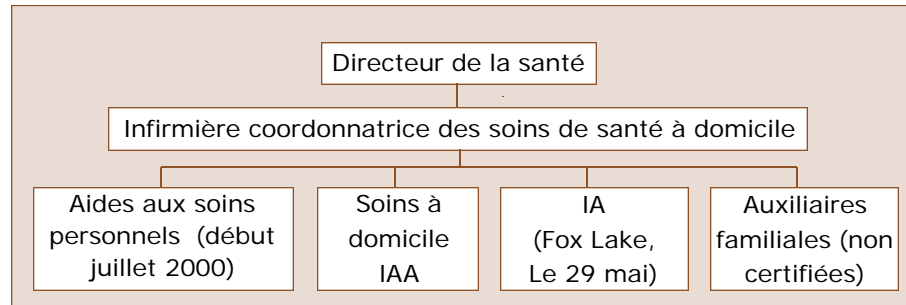 Directeur de la santé
Infirmière coordonnatrice des soins de santé à domicile
Aides aux soins
personnels (début
juillet 2000)
Soins à
domicile
IAA
IA
(Fox Lake,
Le 29 mai)
Auxiliaires
familiales (non
certifiées)